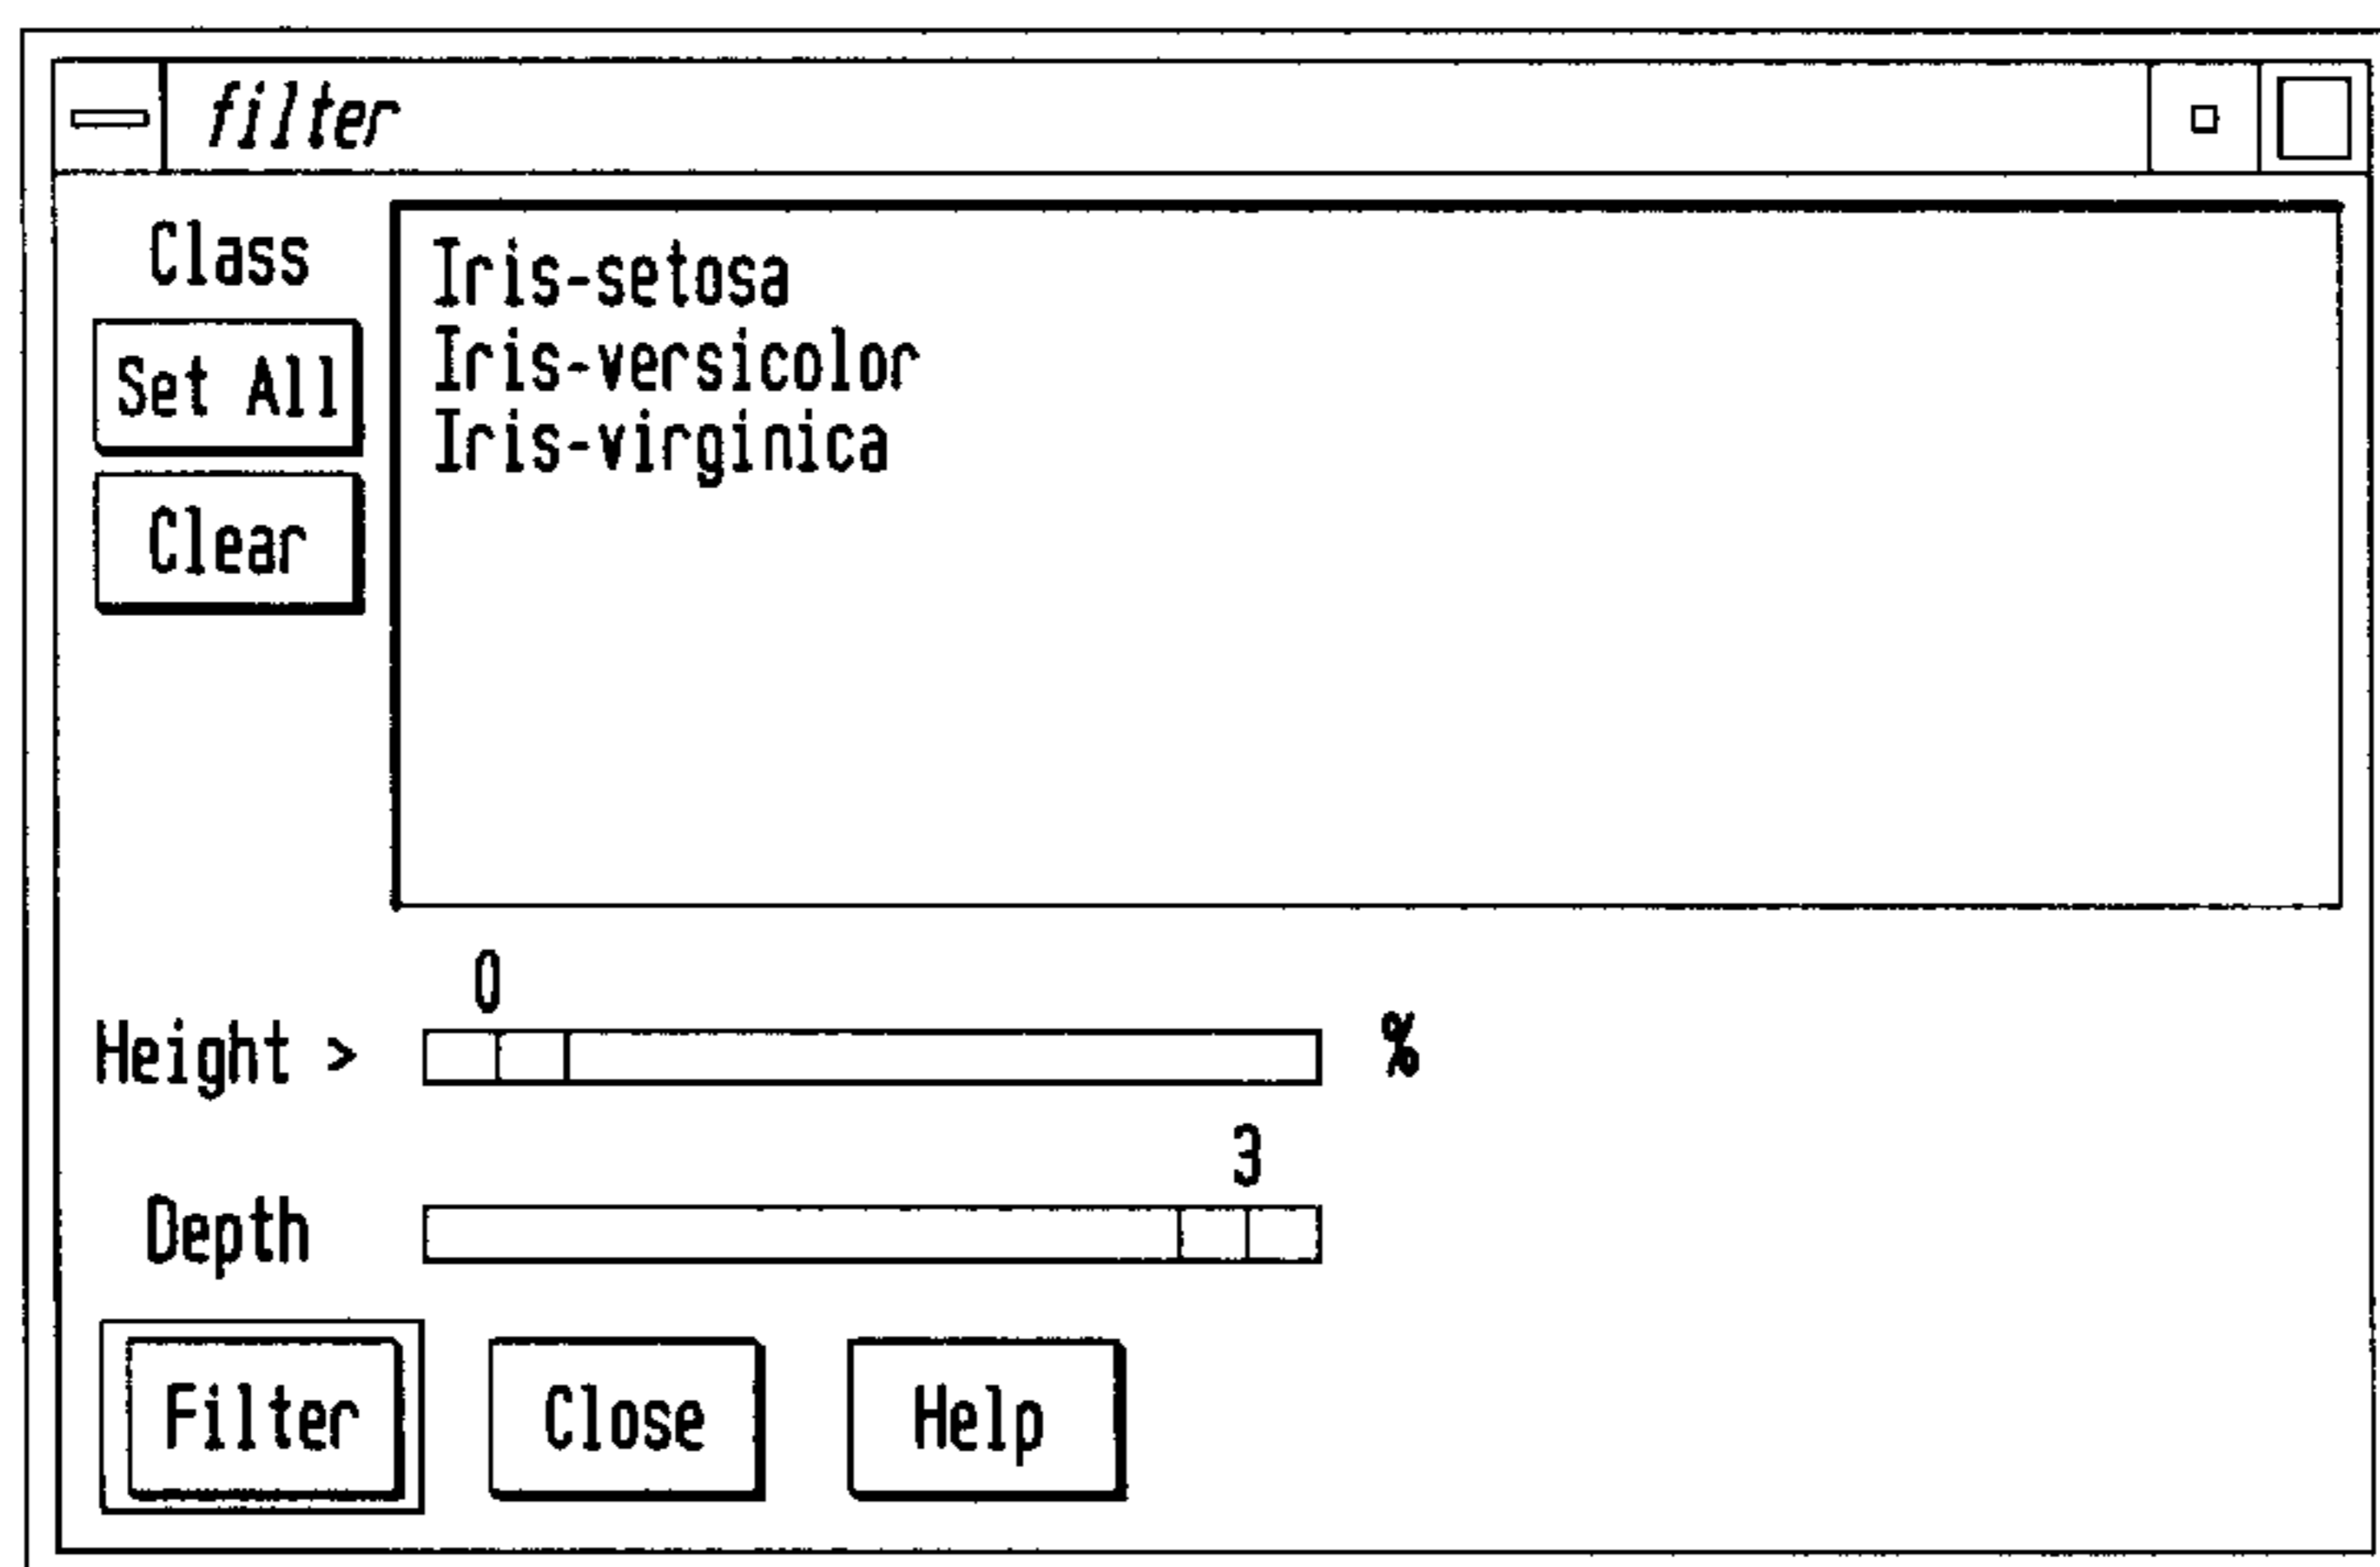 filter
Class
Set All
Clear
Iris-setosa
Iris-versicolor
Iris-virginica
0
Height > %
3
Depth
Filter Close Help